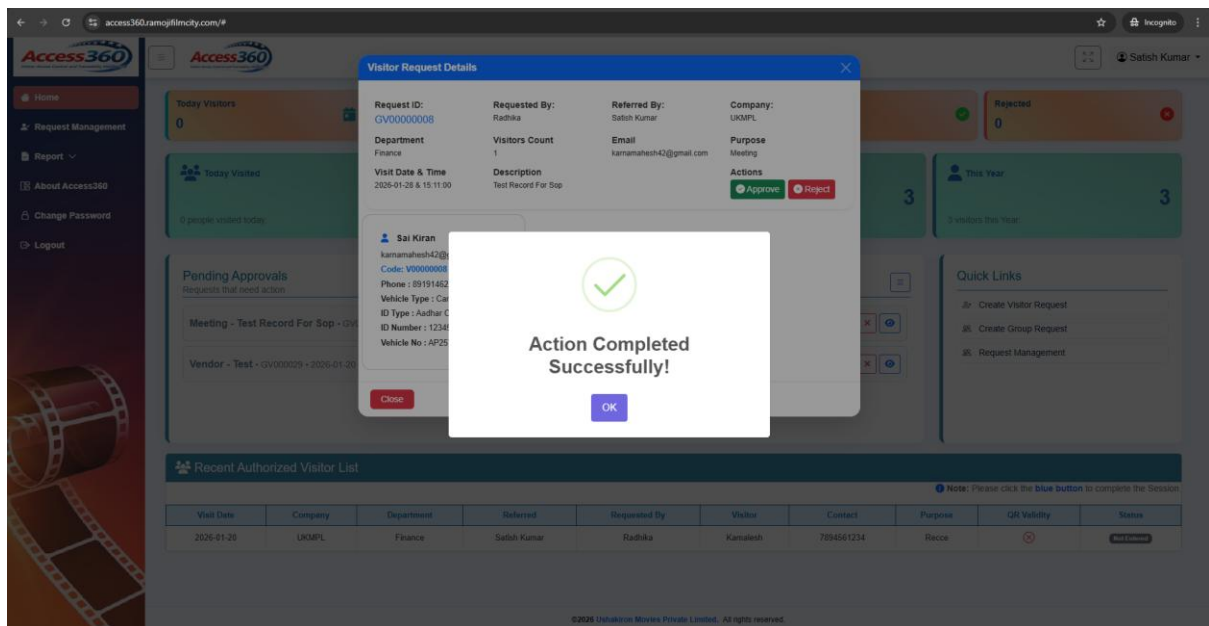 access360.ramojifilmcity.com/#
Incognito
Access360
Access360
Satish Kumar
Home
Request Management
Report
About Access360
Change Password
Logout
Today Visitors
0
Rejected
0
Today Visited
0 people visited today
3
This Year
3
3 visitors this Year.
Visitor Request Details
Request ID:
GV00000008
Requested By:
Radhika
Referred By:
Satish Kumar
Company:
UKMPL
Department
Finance
Visitors Count
1
Email
karnamahesh42@gmail.com
Purpose
Meeting
Visit Date & Time
2026-01-28 & 15:11:00
Description
Test Record For Sop
Actions
Approve
Reject
Sai Kiran
karnamahesh42@
Code: V00000008
Phone : 89191462
Vehicle Type : Car
ID Type : Aadhar
ID Number : 1234
Vehicle No : AP25
Close
Action Completed
Successfully!
OK
Pending Approvals
Requests that need action
Meeting - Test Record For Sop -
Vendor - Test - GV000029 • 2026-01-20
Quick Links
Create Visitor Request
Create Group Request
Request Management
Recent Authorized Visitor List
Note: Please click the blue button to complete the Session
Visit Date Company Department Referred Requested By Visitor Contact Purpose QR Validity Status
2026-01-20 UKMPL Finance Satish Kumar Radhika Kamalesh 7894561234 Recce Not Entered
©2026 Ushakiron Movies Private Limited. All rights reserved.